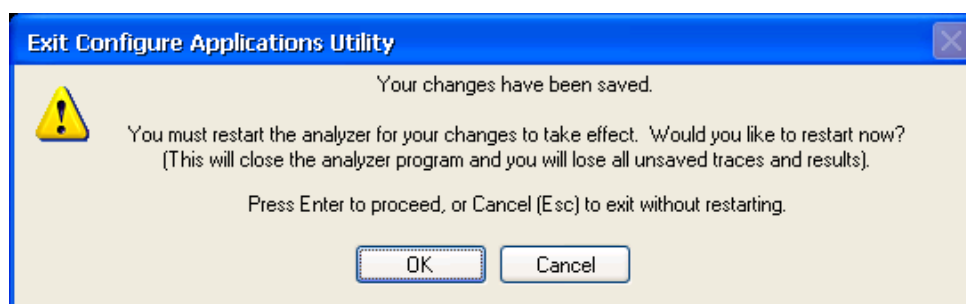 Exit Configure Applications Utility
Your changes have been saved.
You must restart the analyzer for your changes to take effect.  Would you like to restart now?
(This will close the analyzer program and you will lose all unsaved traces and results).
Press Enter to proceed, or Cancel (Esc) to exit without restarting.
OK
Cancel